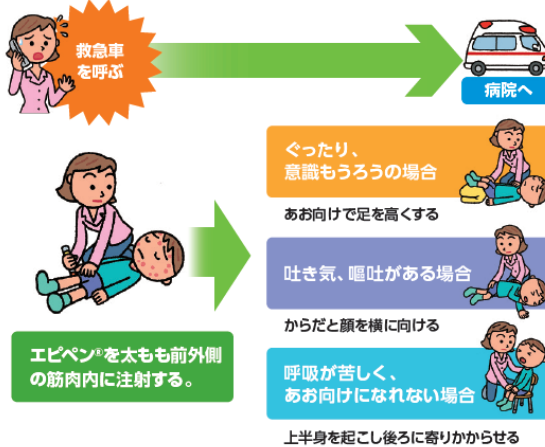 救急車
を呼ぶ
病院へ
ぐったり、
意識もうろうの場合
あお向けで足を高くする
吐き気、嘔吐がある場合
からだと顔を横に向ける
エピペン®を太もも前外側
の筋肉内に注射する。
呼吸が苦しく、
あお向けになれない場合
上半身を起こし後ろに寄りかからせる